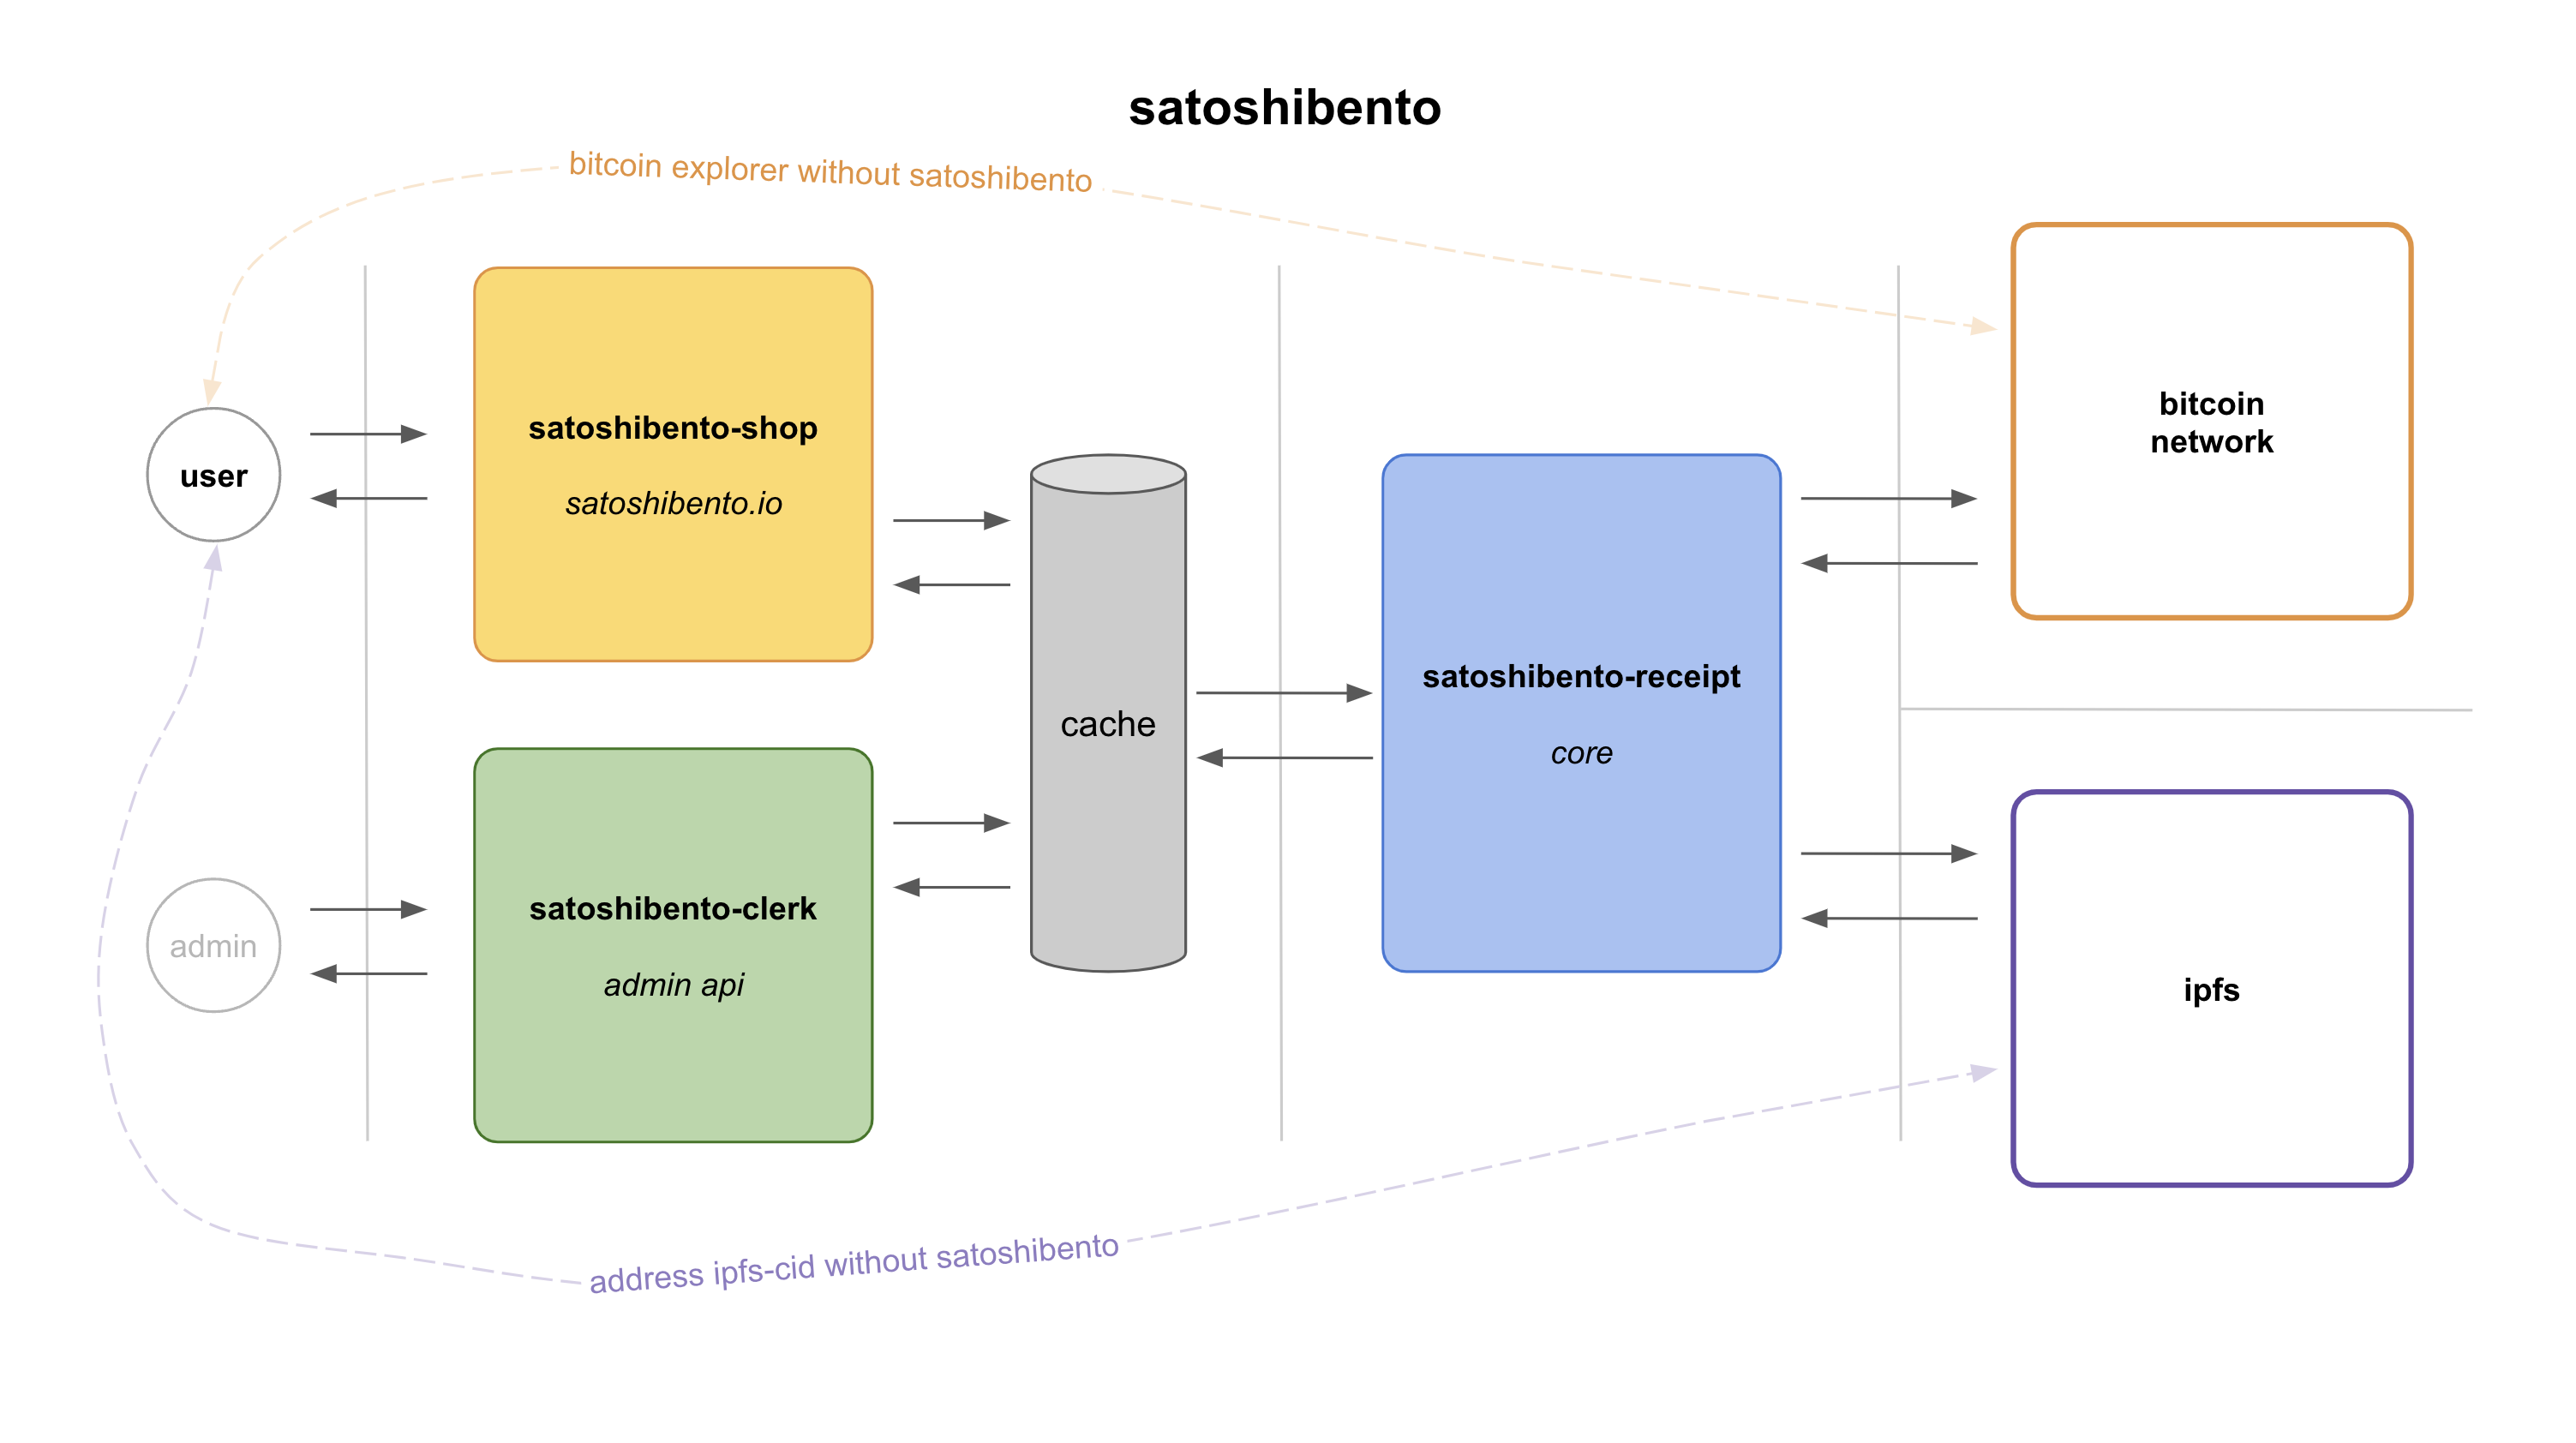 satoshibento
bitcoin explorer without satoshibento
user
satoshibento-shop
satoshibento.io
admin
satoshibento-clerk
admin api
cache
satoshibento-receipt
core
bitcoin
network
ipfs
address ipfs-cid without satoshibento